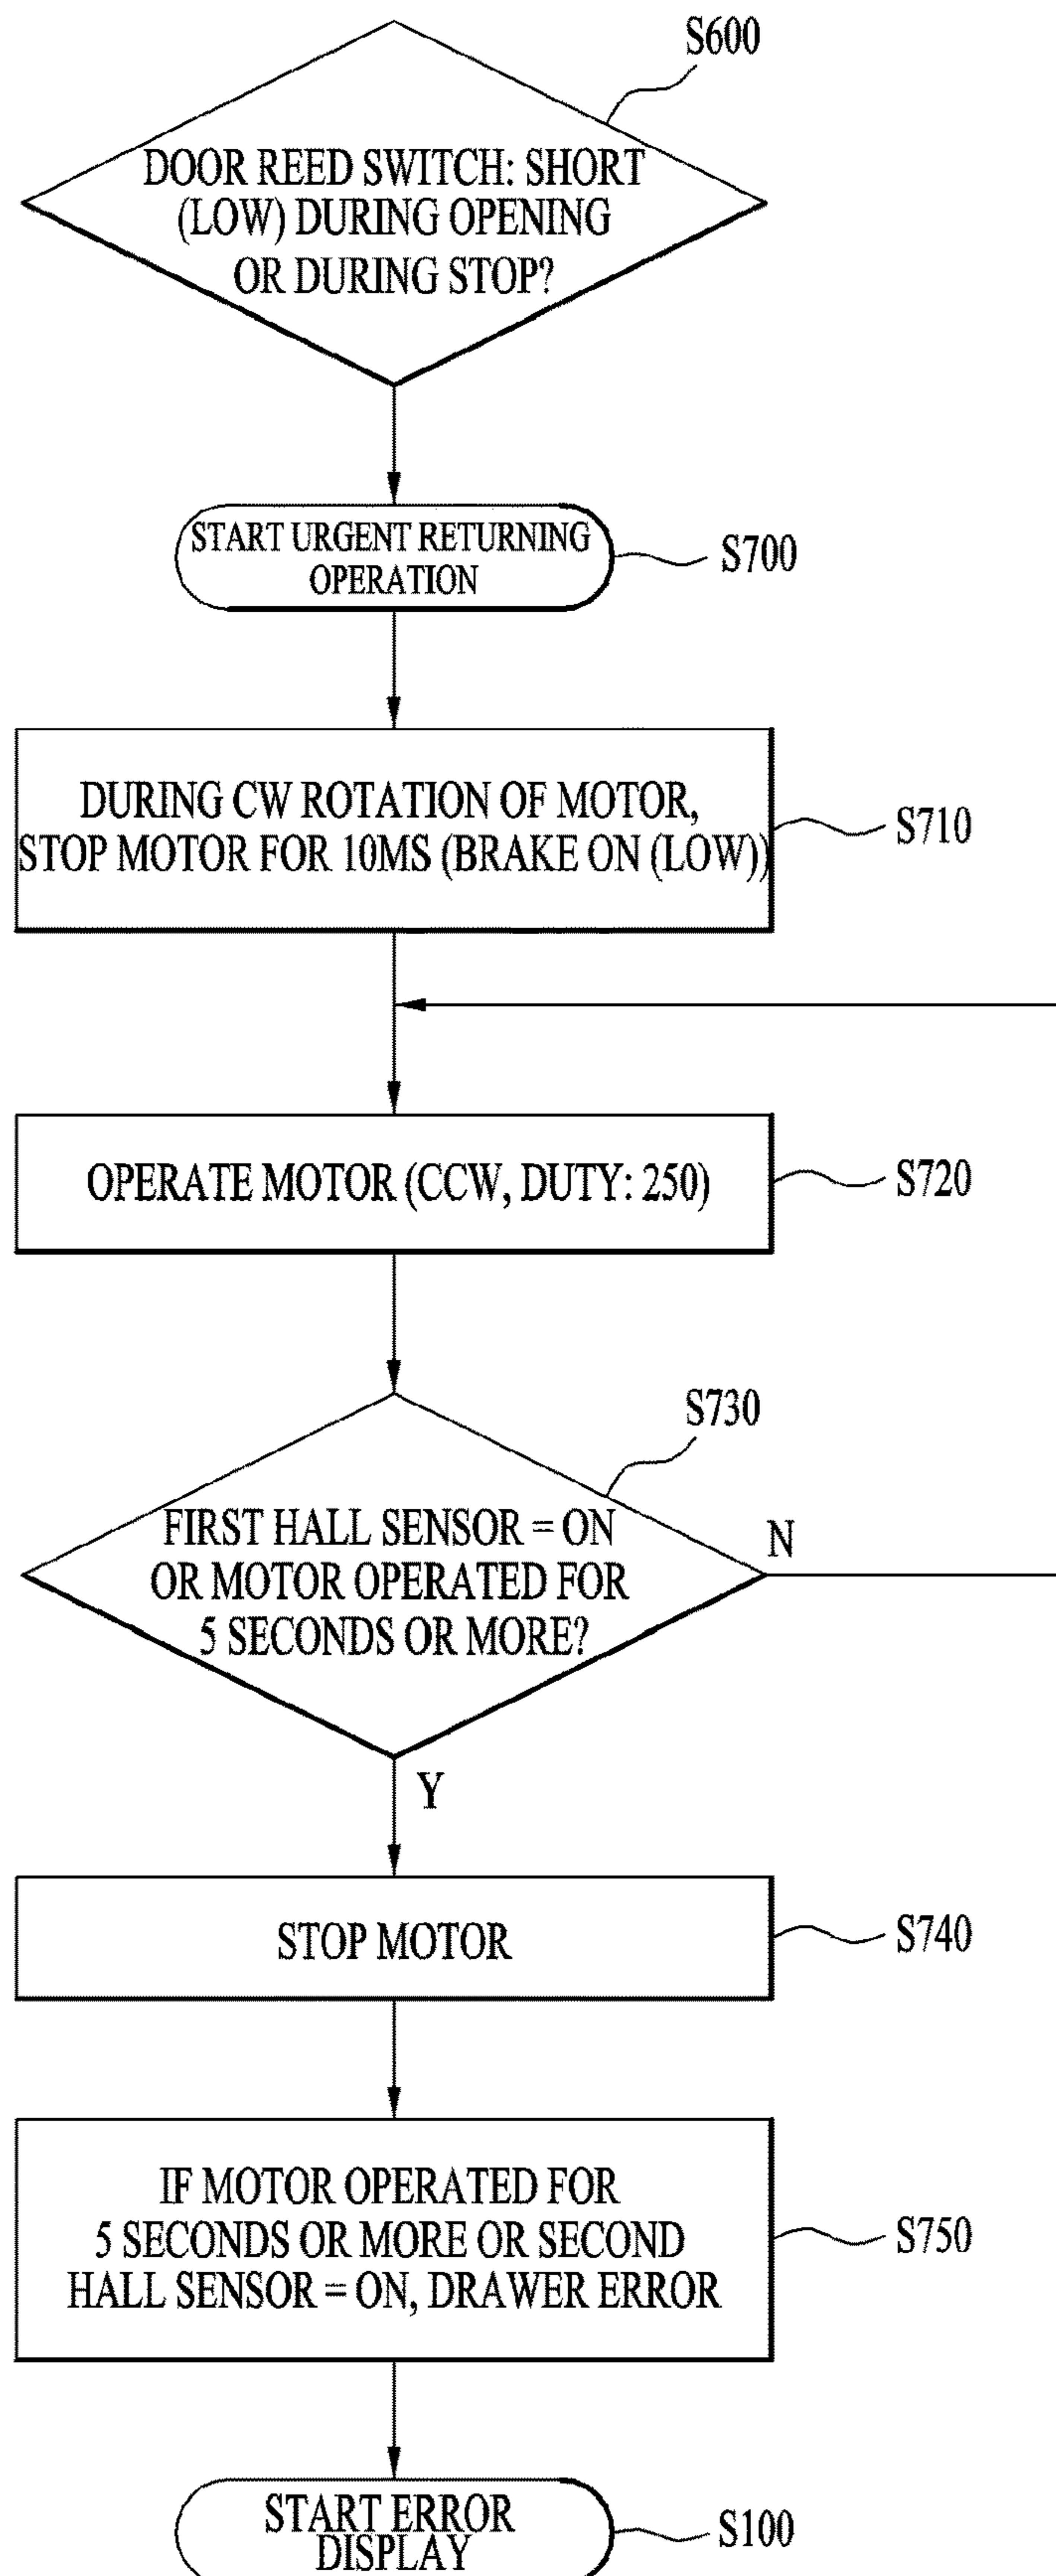 S600
DOOR REED SWITCH: SHORT
(LOW) DURING OPENING
OR DURING STOP?
START URGENT RETURNING
OPERATION
S700
DURING CW ROTATION OF MOTOR,
STOP MOTOR FOR 10MS (BRAKE ON (LOW))
S710
OPERATE MOTOR (CCW, DUTY: 250)
S720
S730
FIRST HALL SENSOR = ON
OR MOTOR OPERATED FOR
5 SECONDS OR MORE?
N
Y
STOP MOTOR
S740
IF MOTOR OPERATED FOR
5 SECONDS OR MORE OR SECOND
HALL SENSOR = ON, DRAWER ERROR
S750
START ERROR
DISPLAY
S100